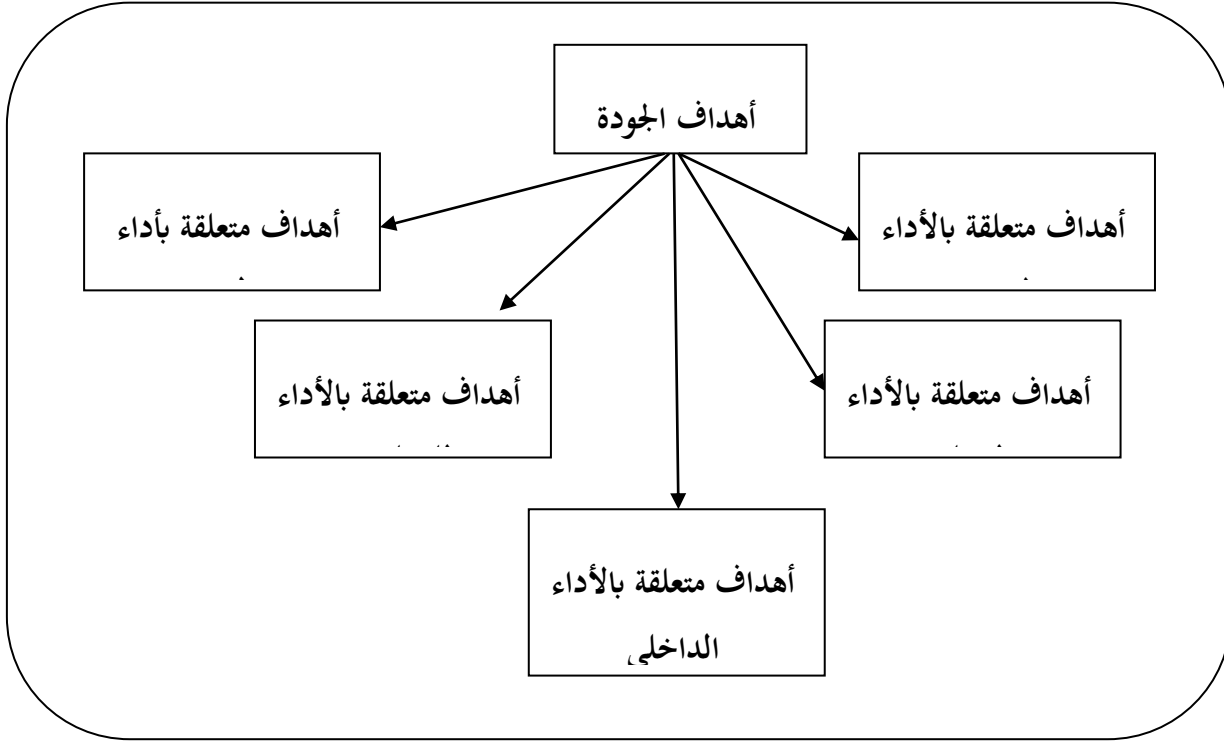 أهداف الجودة
أهداف متعلقة بالأداء
أهداف متعلقة بأداء
أهداف متعلقة بالأداء
أهداف متعلقة بالأداء
أهداف متعلقة بالأداء
الداخلي